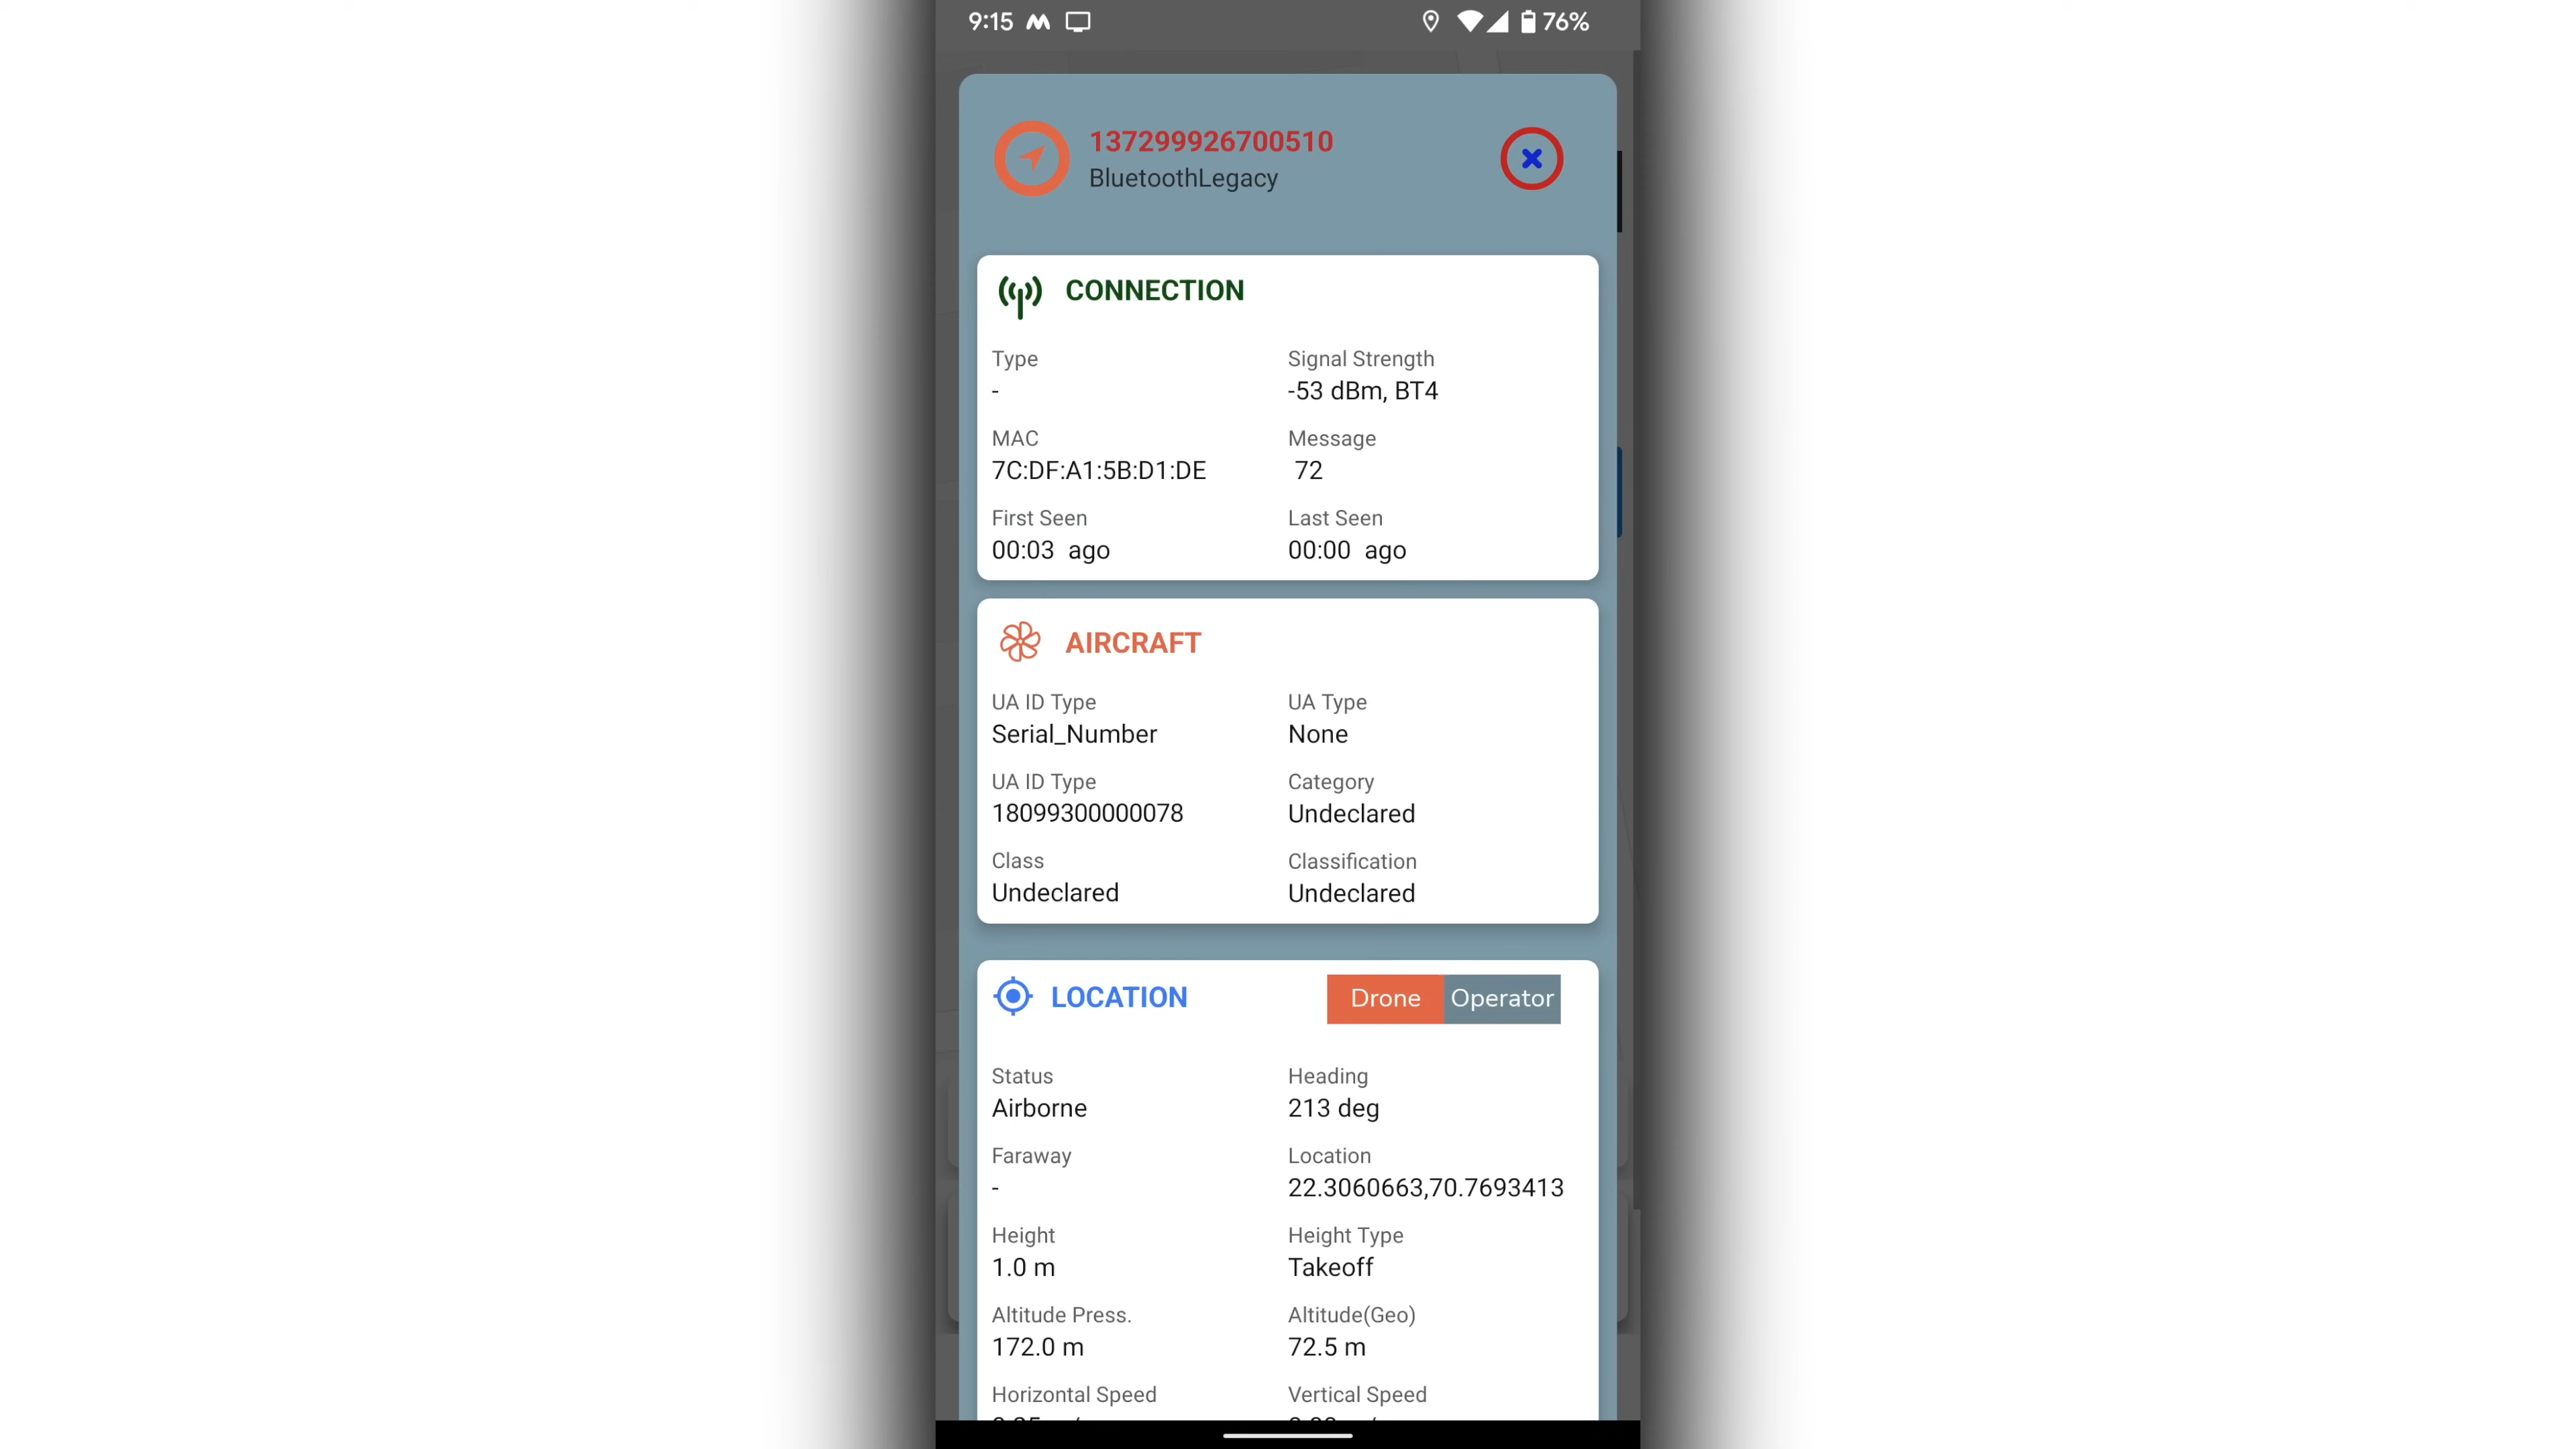 9:15 76%
137299926700510
BluetoothLegacy
CONNECTION
Type Signal Strength
- -53 dBm, BT4
MAC Message
7C:DF:A1:5B:D1:DE 72
First Seen Last Seen
00:03 ago 00:00 ago
AIRCRAFT
UA ID Type UA Type
Serial_Number None
UA ID Type Category
18099300000078 Undeclared
Class Classification
Undeclared Undeclared
LOCATION Drone Operator
Status Heading
Airborne 213 deg
Faraway Location
- 22.3060663,70.7693413
Height Height Type
1.0 m Takeoff
Altitude Press. Altitude(Geo)
172.0 m 72.5 m
Horizontal Speed Vertical Speed